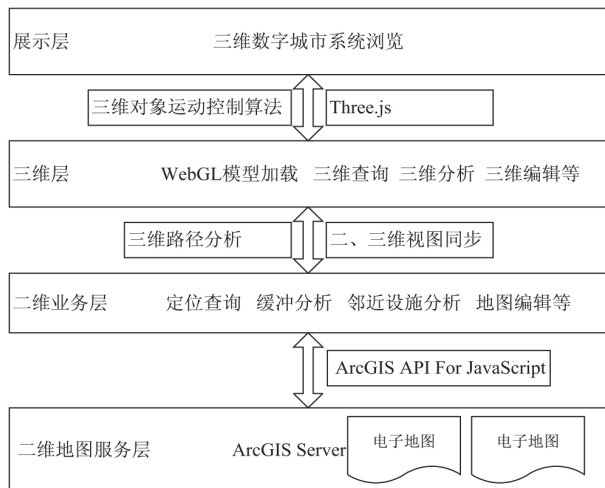 展示层 三维数字城市系统浏览
三维对象运动控制算法 Three.js
三维层 WebGL模型加载 三维查询 三维分析 三维编辑等
三维路径分析 二、三维视图同步
二维业务层 定位查询 缓冲分析 邻近设施分析 地图编辑等
ArcGIS API For JavaScript
二维地图服务层 ArcGIS Server 电子地图 电子地图